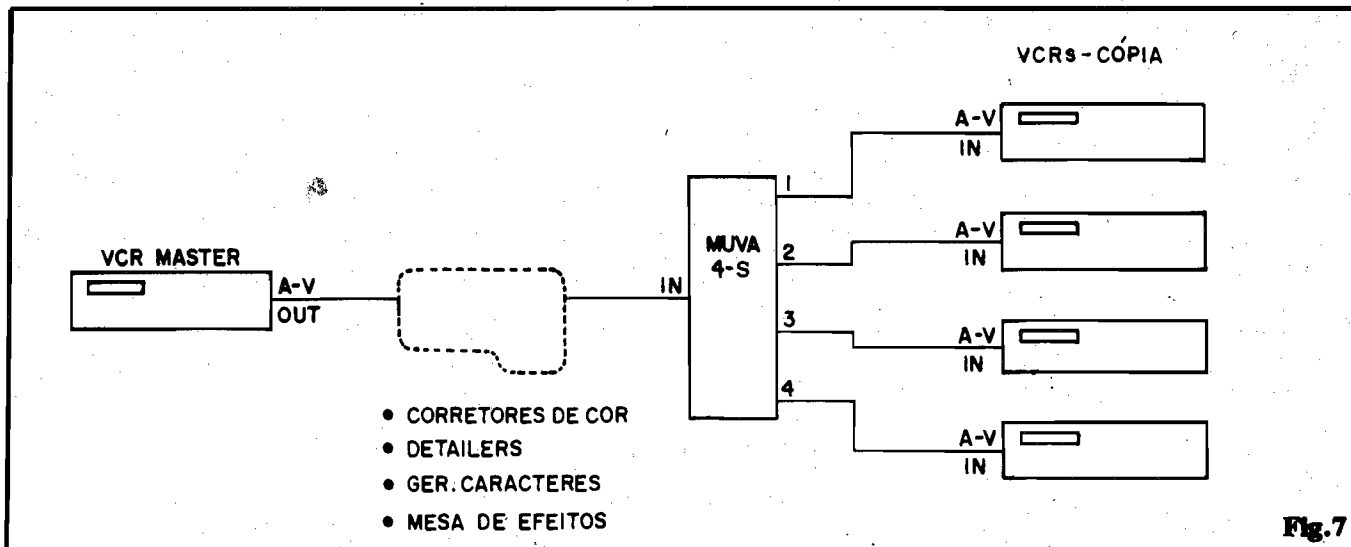 VCRs-CÓPIA
VCR MASTER
A-V
OUT
IN
MUVA
4-S
1
2
3
4
A-V
IN
A-V
IN
A-V
IN
A-V
IN
• CORRETORES DE COR
• DETAILERS
• GER. CARACTERES
• MESA DE EFEITOS
Fig.7